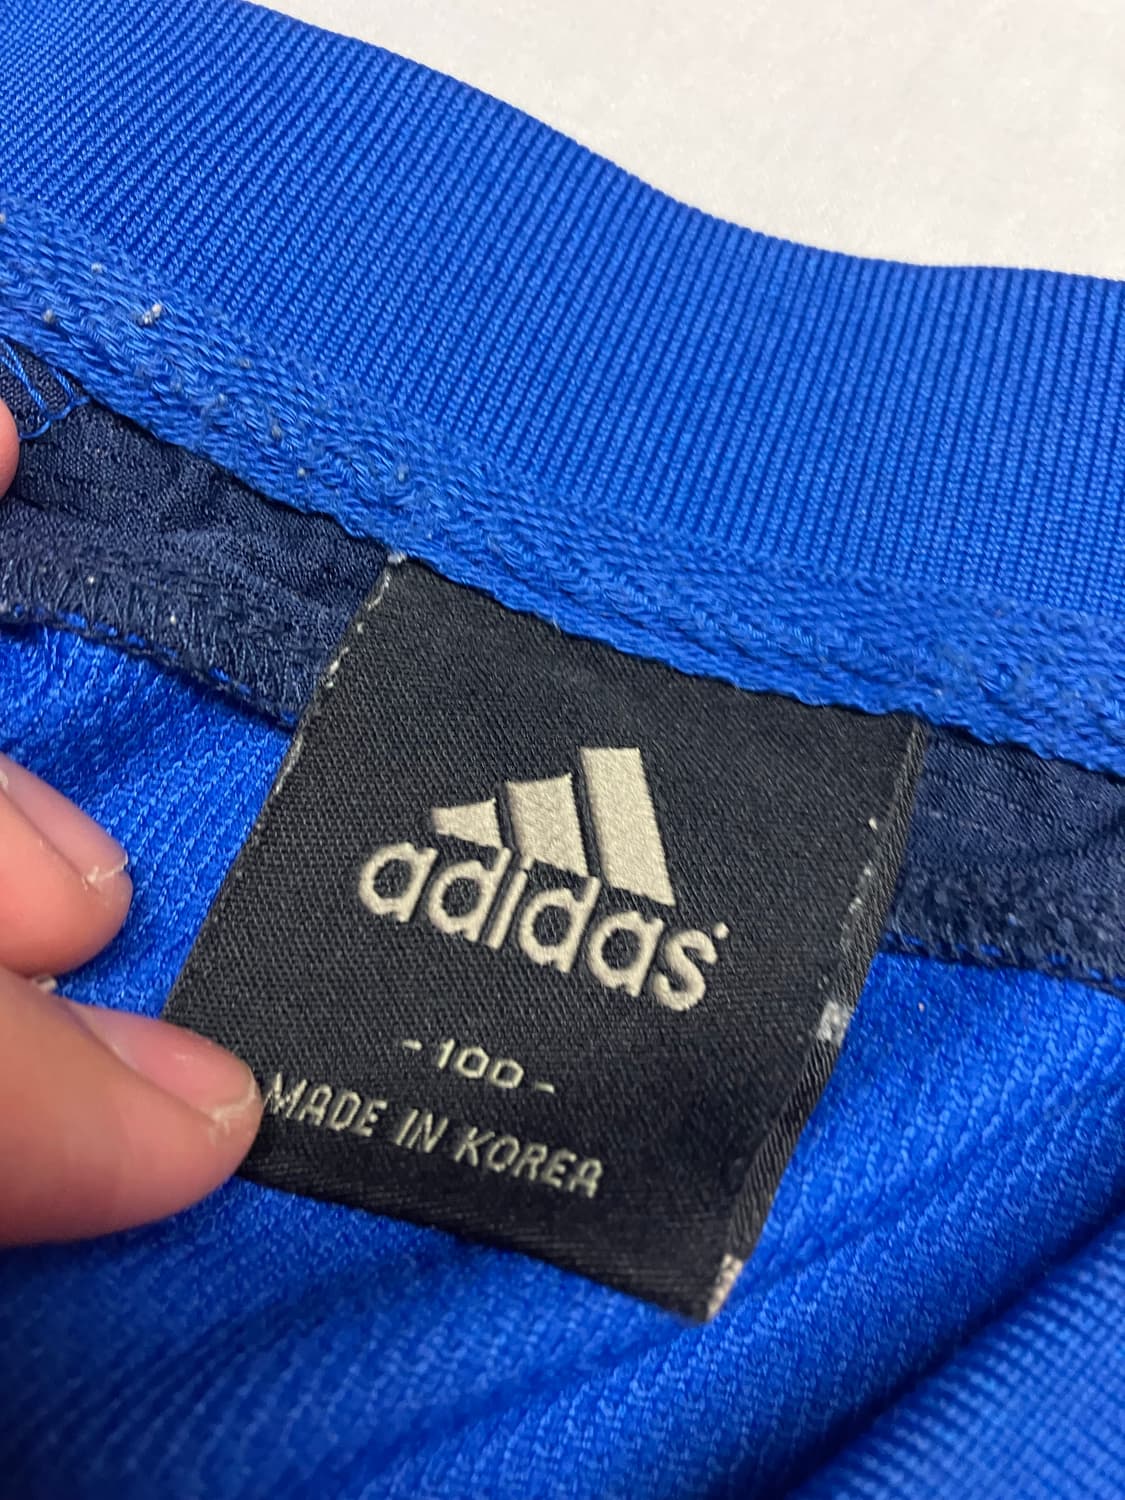 adidas
- 100 -
MADE IN KOREA